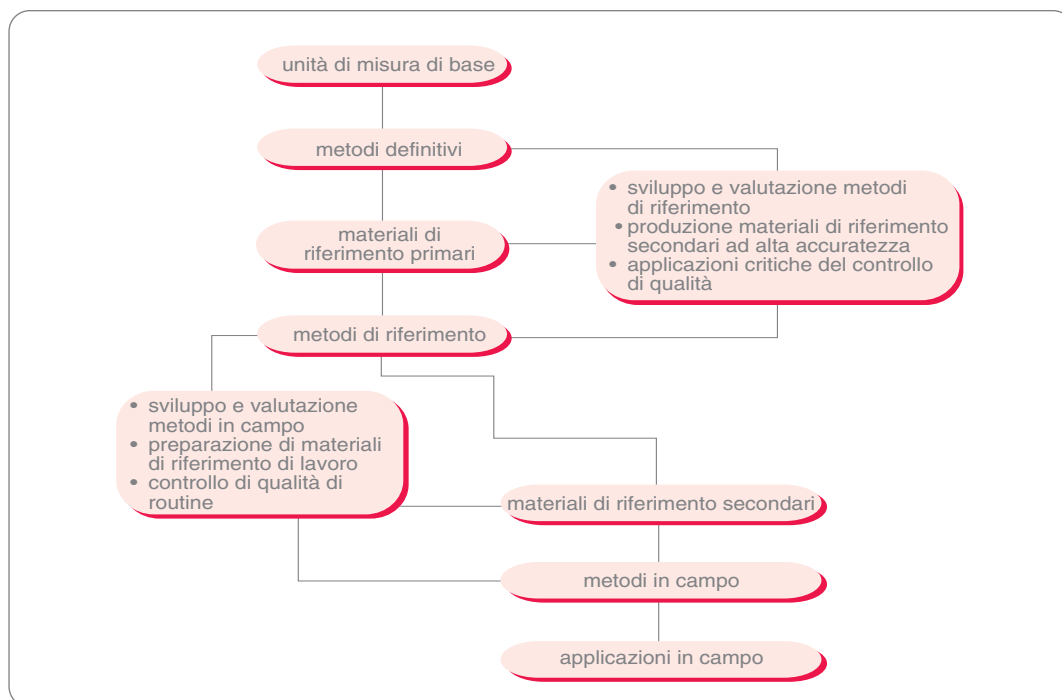 unità di misura di base
metodi definitivi
• sviluppo e valutazione metodi
di riferimento
• produzione materiali di riferimento
secondari ad alta accuratezza
• applicazioni critiche del controllo
di qualità
materiali di
riferimento primari
metodi di riferimento
• sviluppo e valutazione
metodi in campo
• preparazione di materiali
di riferimento di lavoro
• controllo di qualità di
routine
materiali di riferimento secondari
metodi in campo
applicazioni in campo